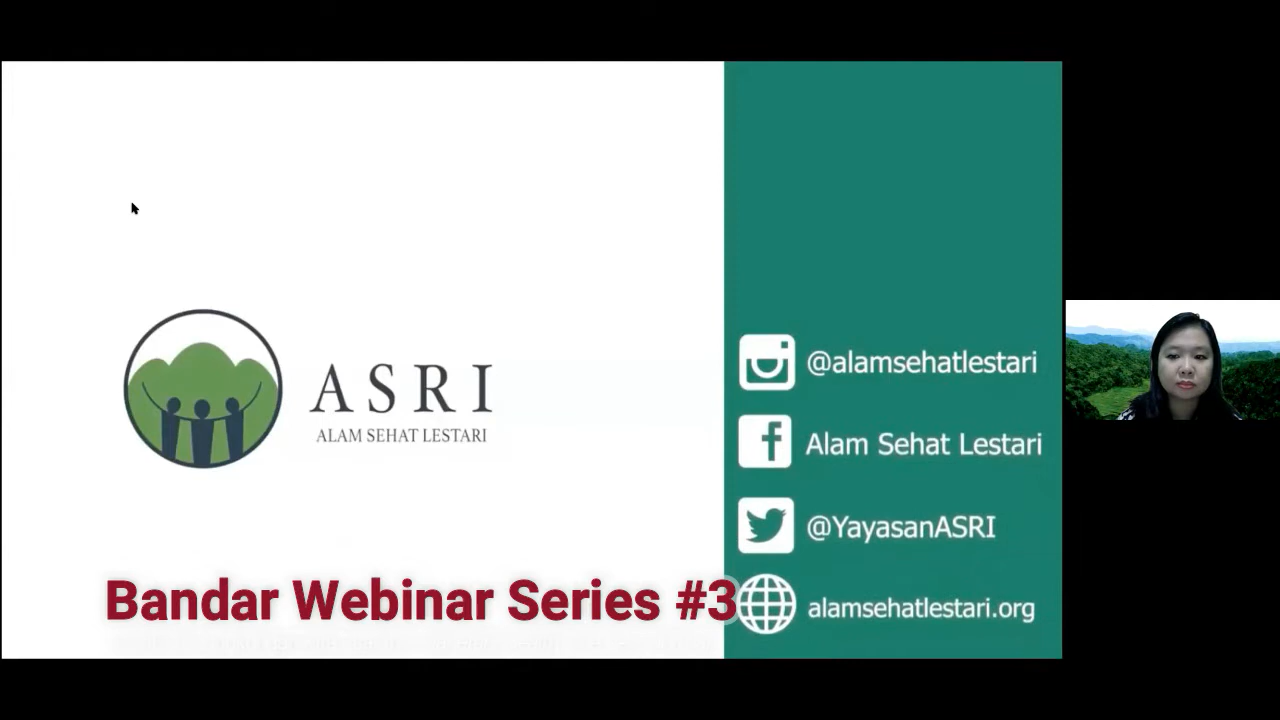 ASRI
ALAM SEHAT LESTARI
@alamsehatlestari
Alam Sehat Lestari
@YayasanASRI
alamsehatlestari.org
Bandar Webinar Series #3